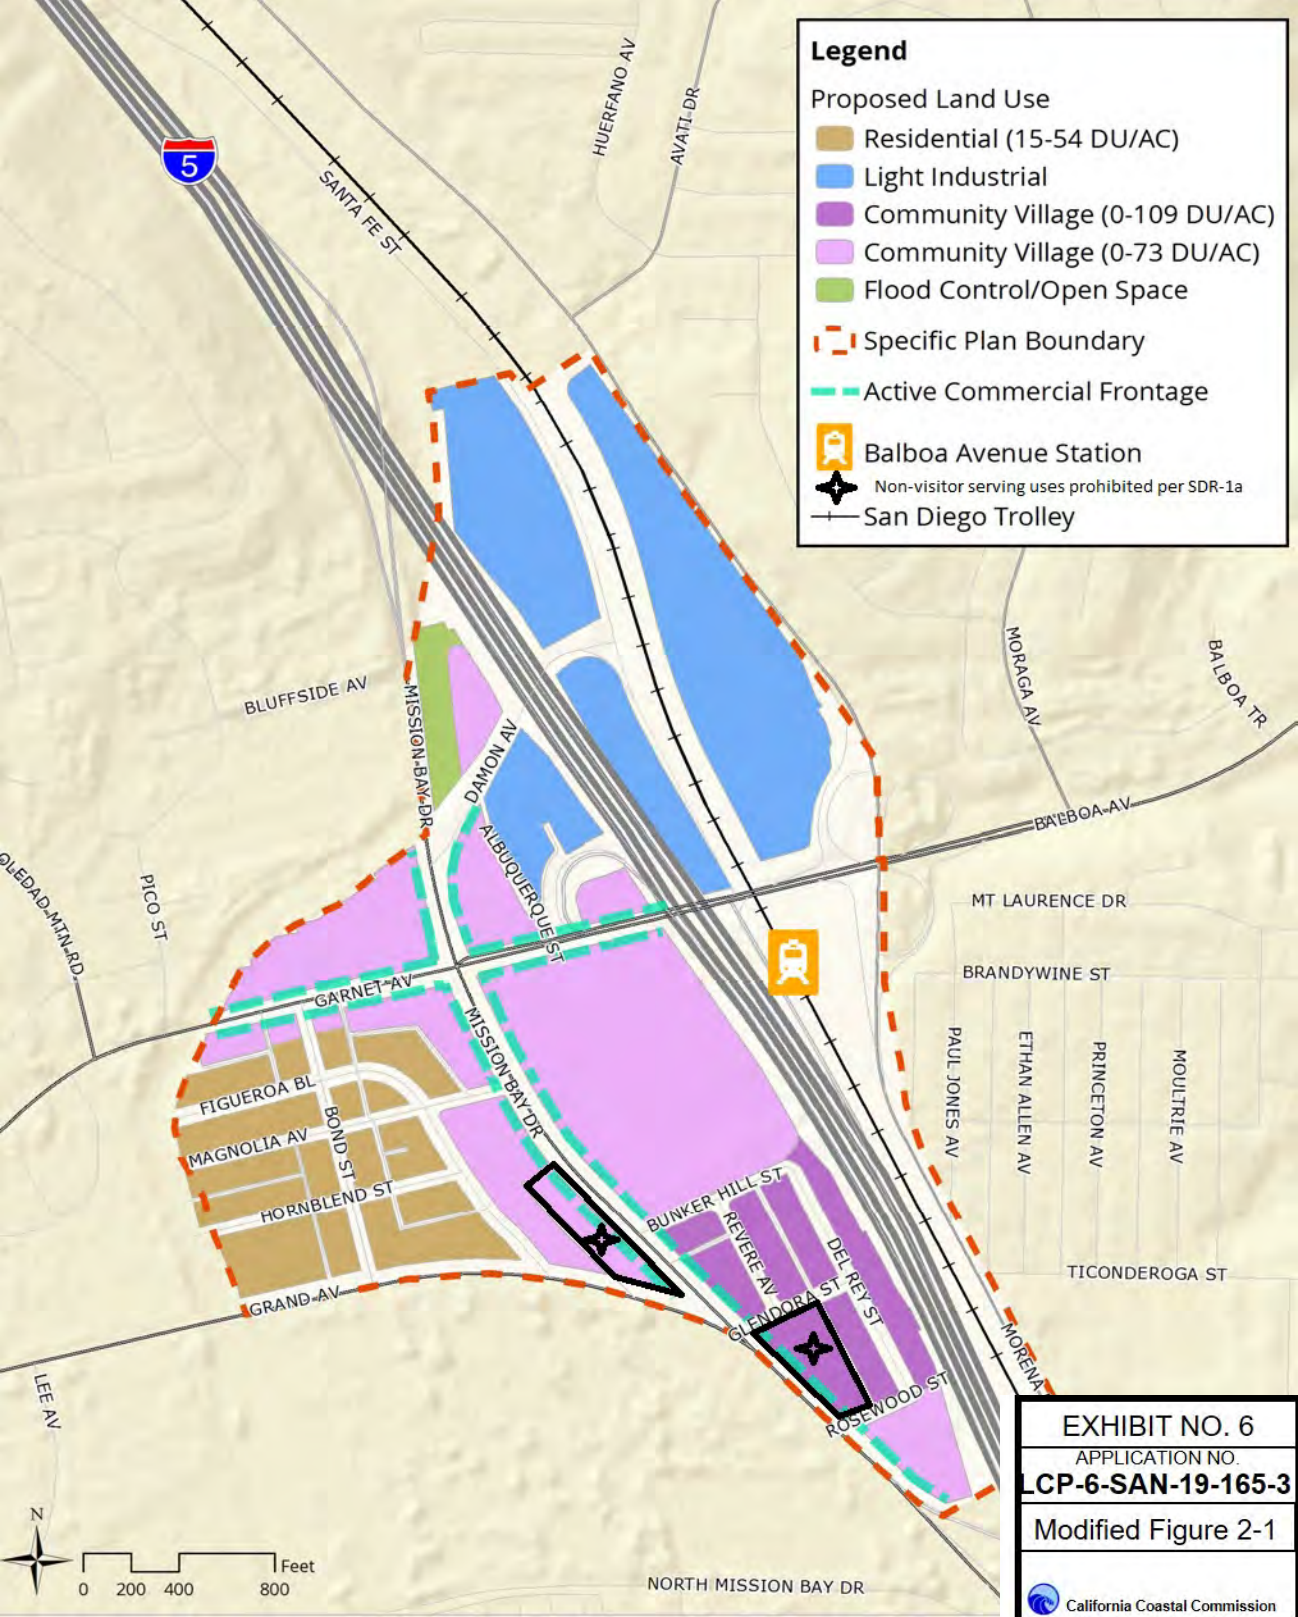 Legend
Proposed Land Use
Residential (15-54 DU/AC)
Light Industrial
Community Village (0-109 DU/AC)
Community Village (0-73 DU/AC)
Flood Control/Open Space
Specific Plan Boundary
Active Commercial Frontage
Balboa Avenue Station
Non-visitor serving uses prohibited per SDR-1a
San Diego Trolley
HUERFANO AV
AVATI DR
5
SANTA FE ST
MORAGA AV
BALBOA TR
BLUFFSIDE AV
MISSION BAY DR
DAMON AV
BALBOA AV
ALBUQUERQUE ST
OLEDAD MTN RD
PICO ST
MT LAURENCE DR
BRANDYWINE ST
GARNET AV
MISSION BAY DR
PAUL JONES AV
ETHAN ALLEN AV
PRINCETON AV
MOULTRIE AV
FIGUEROA BL
BOND ST
MAGNOLIA AV
HORNBLEND ST
BUNKER HILL ST
REVERE AV
DEL REY ST
GLENDORA ST
TICONDEROGA ST
GRAND AV
MORENA
ROSEWOOD ST
LEE AV
NORTH MISSION BAY DR
N
0 200 400 800
Feet
EXHIBIT NO. 6
APPLICATION NO.
LCP-6-SAN-19-165-3
Modified Figure 2-1
California Coastal Commission